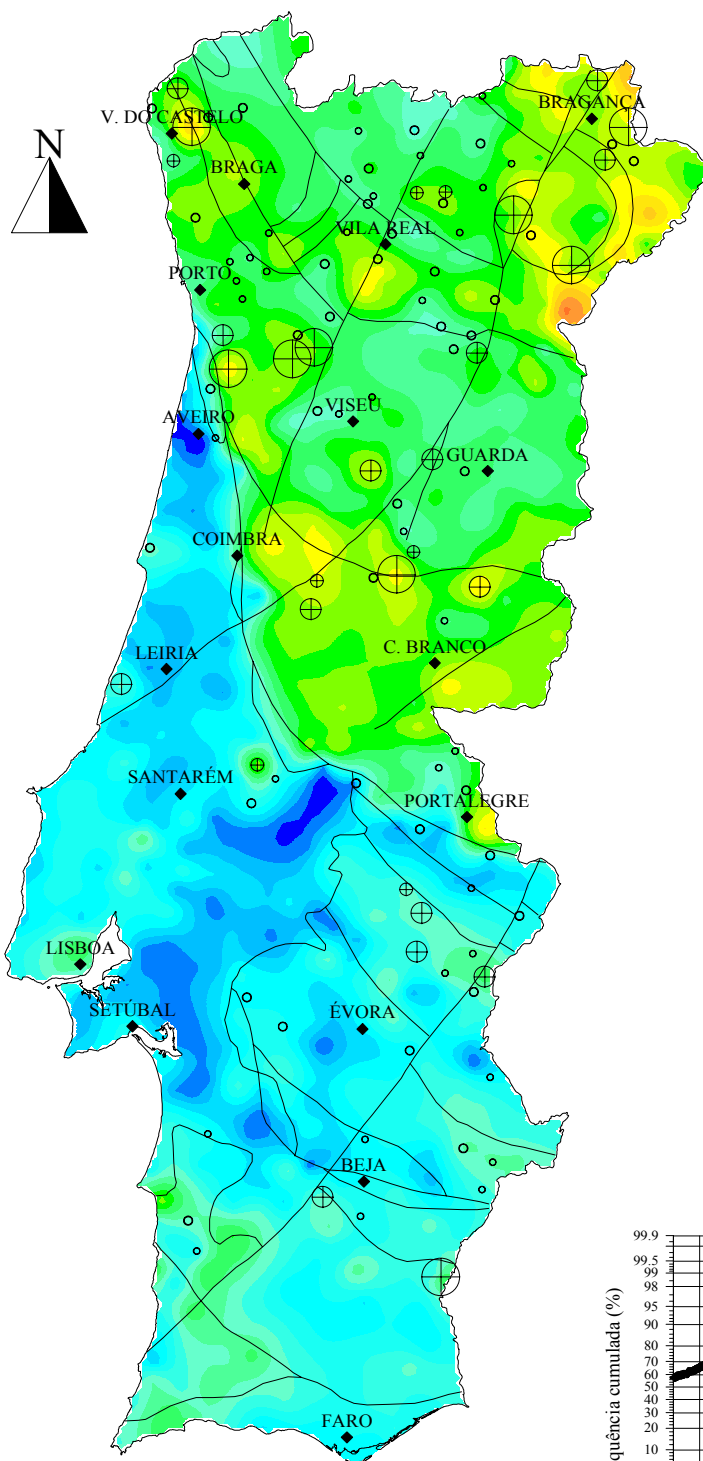 BRAGANÇA
V. DO CASTELO
N
BRAGA
VILA REAL
PORTO
VISEU
AVEIRO
GUARDA
COIMBRA
C. BRANCO
LEIRIA
SANTARÉM
PORTALEGRE
LISBOA
SETÚBAL
ÉVORA
BEJA
99.9
99.5
99
98
95
90
80
70
60
50
40
30
20
10
quência cumulada (%)
FARO